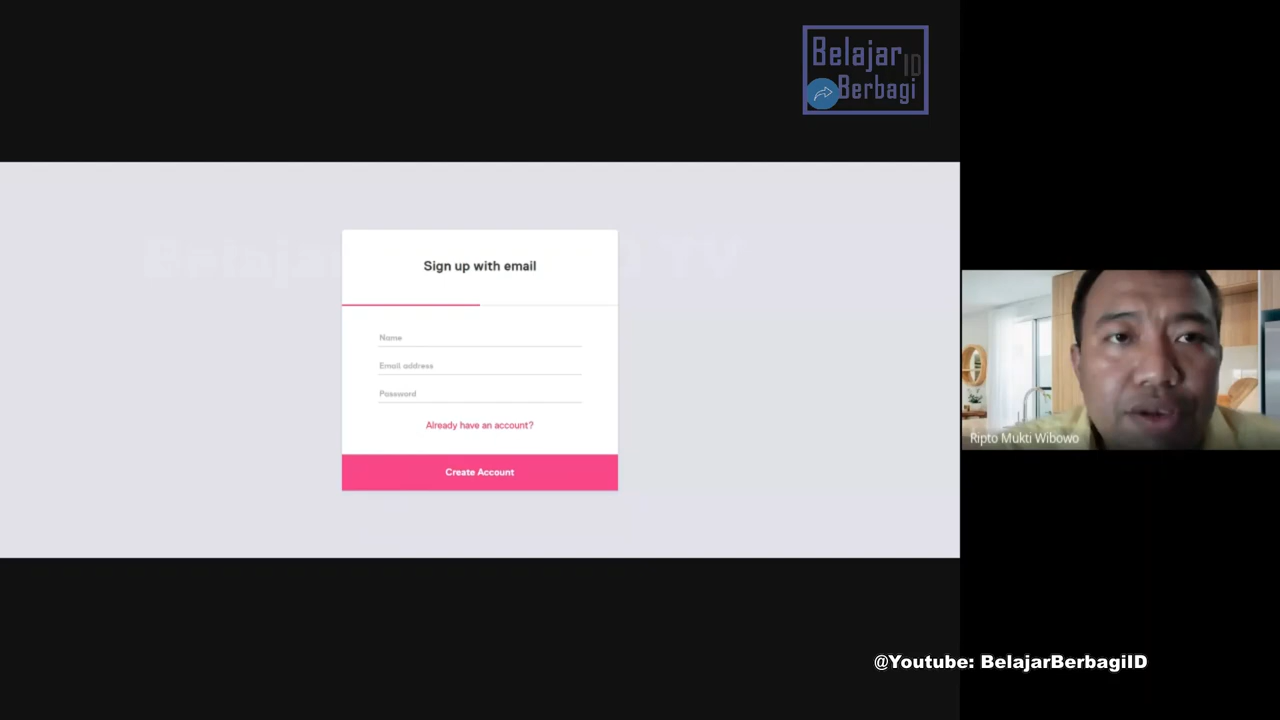 Belajar
ID
Berbagi
Sign up with email
Name
Email address
Password
Already have an account?
Create Account
Ripto Mukti Wibowo
@Youtube: BelajarBerbagiID